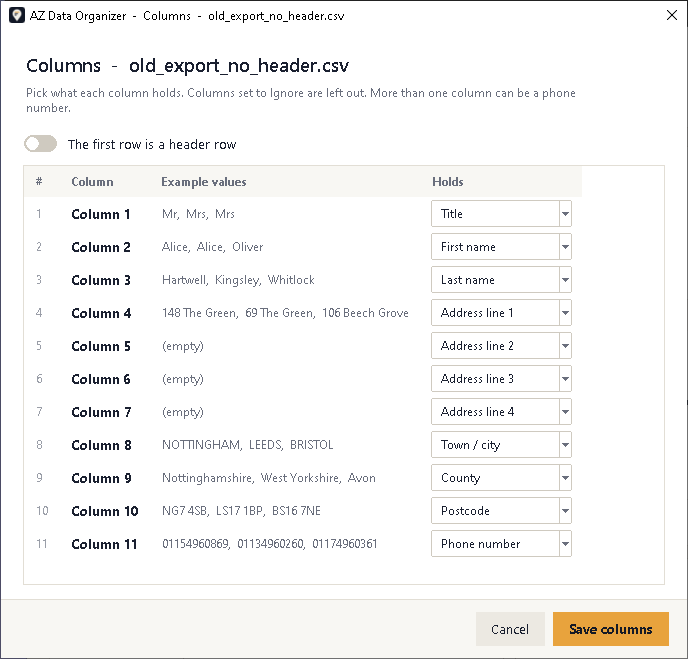 AZ Data Organizer - Columns - old_export_no_header.csv
Columns - old_export_no_header.csv
Pick what each column holds. Columns set to Ignore are left out. More than one column can be a phone
number.
The first row is a header row
# Column Example values Holds
1 Column 1 Mr, Mrs, Mrs Title
2 Column 2 Alice, Alice, Oliver First name
3 Column 3 Hartwell, Kingsley, Whitlock Last name
4 Column 4 148 The Green, 69 The Green, 106 Beech Grove Address line 1
5 Column 5 (empty) Address line 2
6 Column 6 (empty) Address line 3
7 Column 7 (empty) Address line 4
8 Column 8 NOTTINGHAM, LEEDS, BRISTOL Town / city
9 Column 9 Nottinghamshire, West Yorkshire, Avon County
10 Column 10 NG7 4SB, LS17 1BP, BS16 7NE Postcode
11 Column 11 01154960869, 01134960260, 01174960361 Phone number
Cancel Save columns